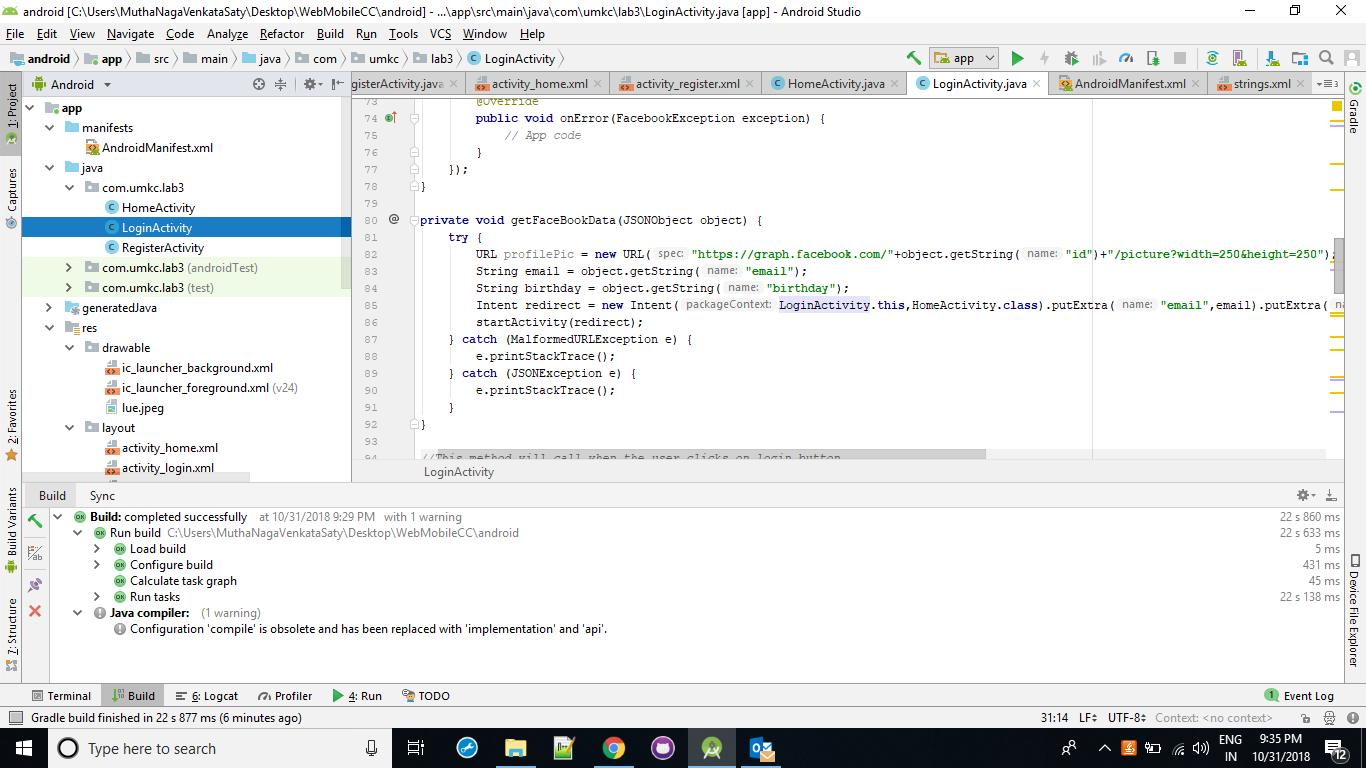 android [C:\Users\MuthaNagaVenkataSaty\Desktop\WebMobileCC\android] - ...\app\src\main\java\com\umkc\lab3\LoginActivity.java [app] - Android Studio
File Edit View Navigate Code Analyze Refactor Build Run Tools VCS Window Help
android app src main java com umkc lab3 LoginActivity
app
Android
gisterActivity.java activity_home.xml activity_register.xml HomeActivity.java LoginActivity.java AndroidManifest.xml strings.xml 3
1: Project
Captures
2: Favorites
Build Variants
7: Structure
app
manifests
AndroidManifest.xml
java
com.umkc.lab3
HomeActivity
LoginActivity
RegisterActivity
com.umkc.lab3 (androidTest)
com.umkc.lab3 (test)
generatedJava
res
drawable
ic_launcher_background.xml
ic_launcher_foreground.xml (v24)
lue.jpeg
layout
activity_home.xml
activity_login.xml
73 @Override
74 public void onError(FacebookException exception) {
75 // App code
76 }
77 });
78 }
79
80 @ private void getFaceBookData(JSONObject object) {
81 try {
82 URL profilePic = new URL( spec: "https://graph.facebook.com/"+object.getString( name: "id")+"/picture?width=250&height=250");
83 String email = object.getString( name: "email");
84 String birthday = object.getString( name: "birthday");
85 Intent redirect = new Intent( packageContext: LoginActivity.this,HomeActivity.class).putExtra( name: "email",email).putExtra( na
86 startActivity(redirect);
87 } catch (MalformedURLException e) {
88 e.printStackTrace();
89 } catch (JSONException e) {
90 e.printStackTrace();
91 }
92 }
93
94 //This method will call when the user clicks on login button
LoginActivity
Gradle
Device File Explorer
Build Sync
Build: completed successfully at 10/31/2018 9:29 PM with 1 warning 22 s 860 ms
Run build C:\Users\MuthaNagaVenkataSaty\Desktop\WebMobileCC\android 22 s 633 ms
Load build 5 ms
Configure build 431 ms
Calculate task graph 45 ms
Run tasks 22 s 138 ms
Java compiler: (1 warning)
Configuration 'compile' is obsolete and has been replaced with 'implementation' and 'api'.
Terminal Build 6: Logcat Profiler 4: Run TODO 1 Event Log
Gradle build finished in 22 s 877 ms (6 minutes ago) 31:14 LF UTF-8 Context: <no context>
Type here to search
ENG
IN
9:35 PM
10/31/2018
12